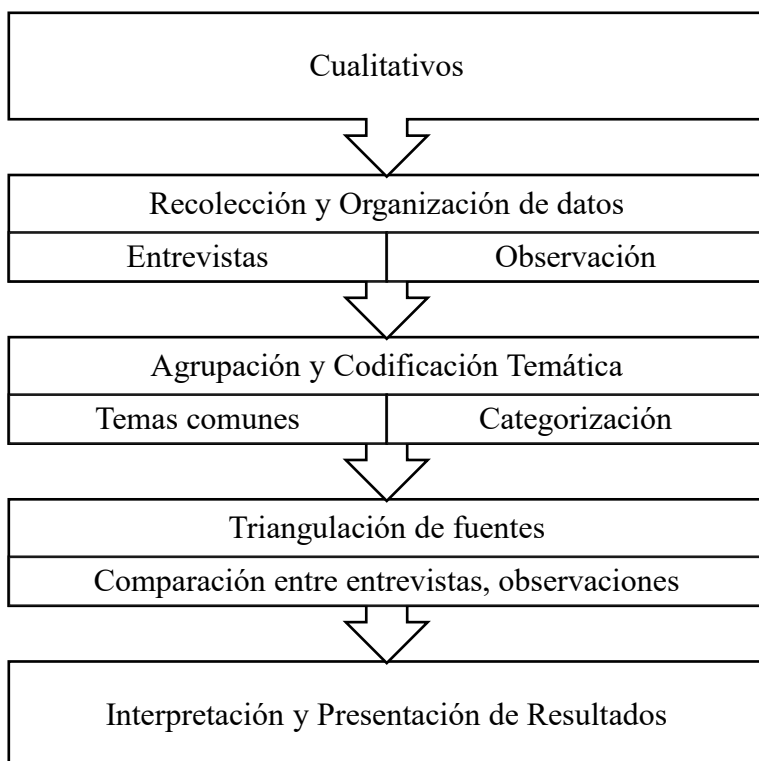 Cualitativos
Recolección y Organización de datos
Entrevistas
Observación
Agrupación y Codificación Temática
Temas comunes
Categorización
Triangulación de fuentes
Comparación entre entrevistas, observaciones
Interpretación y Presentación de Resultados